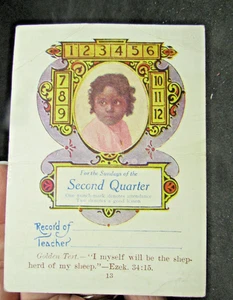 1 2 3 4 5 6
7 10
8 11
9 12
For the Sundays of the
Second Quarter
Record of
Teacher
Golden Text.—"I myself will be the shep-
herd of my sheep."—Ezek. 34:15.
13